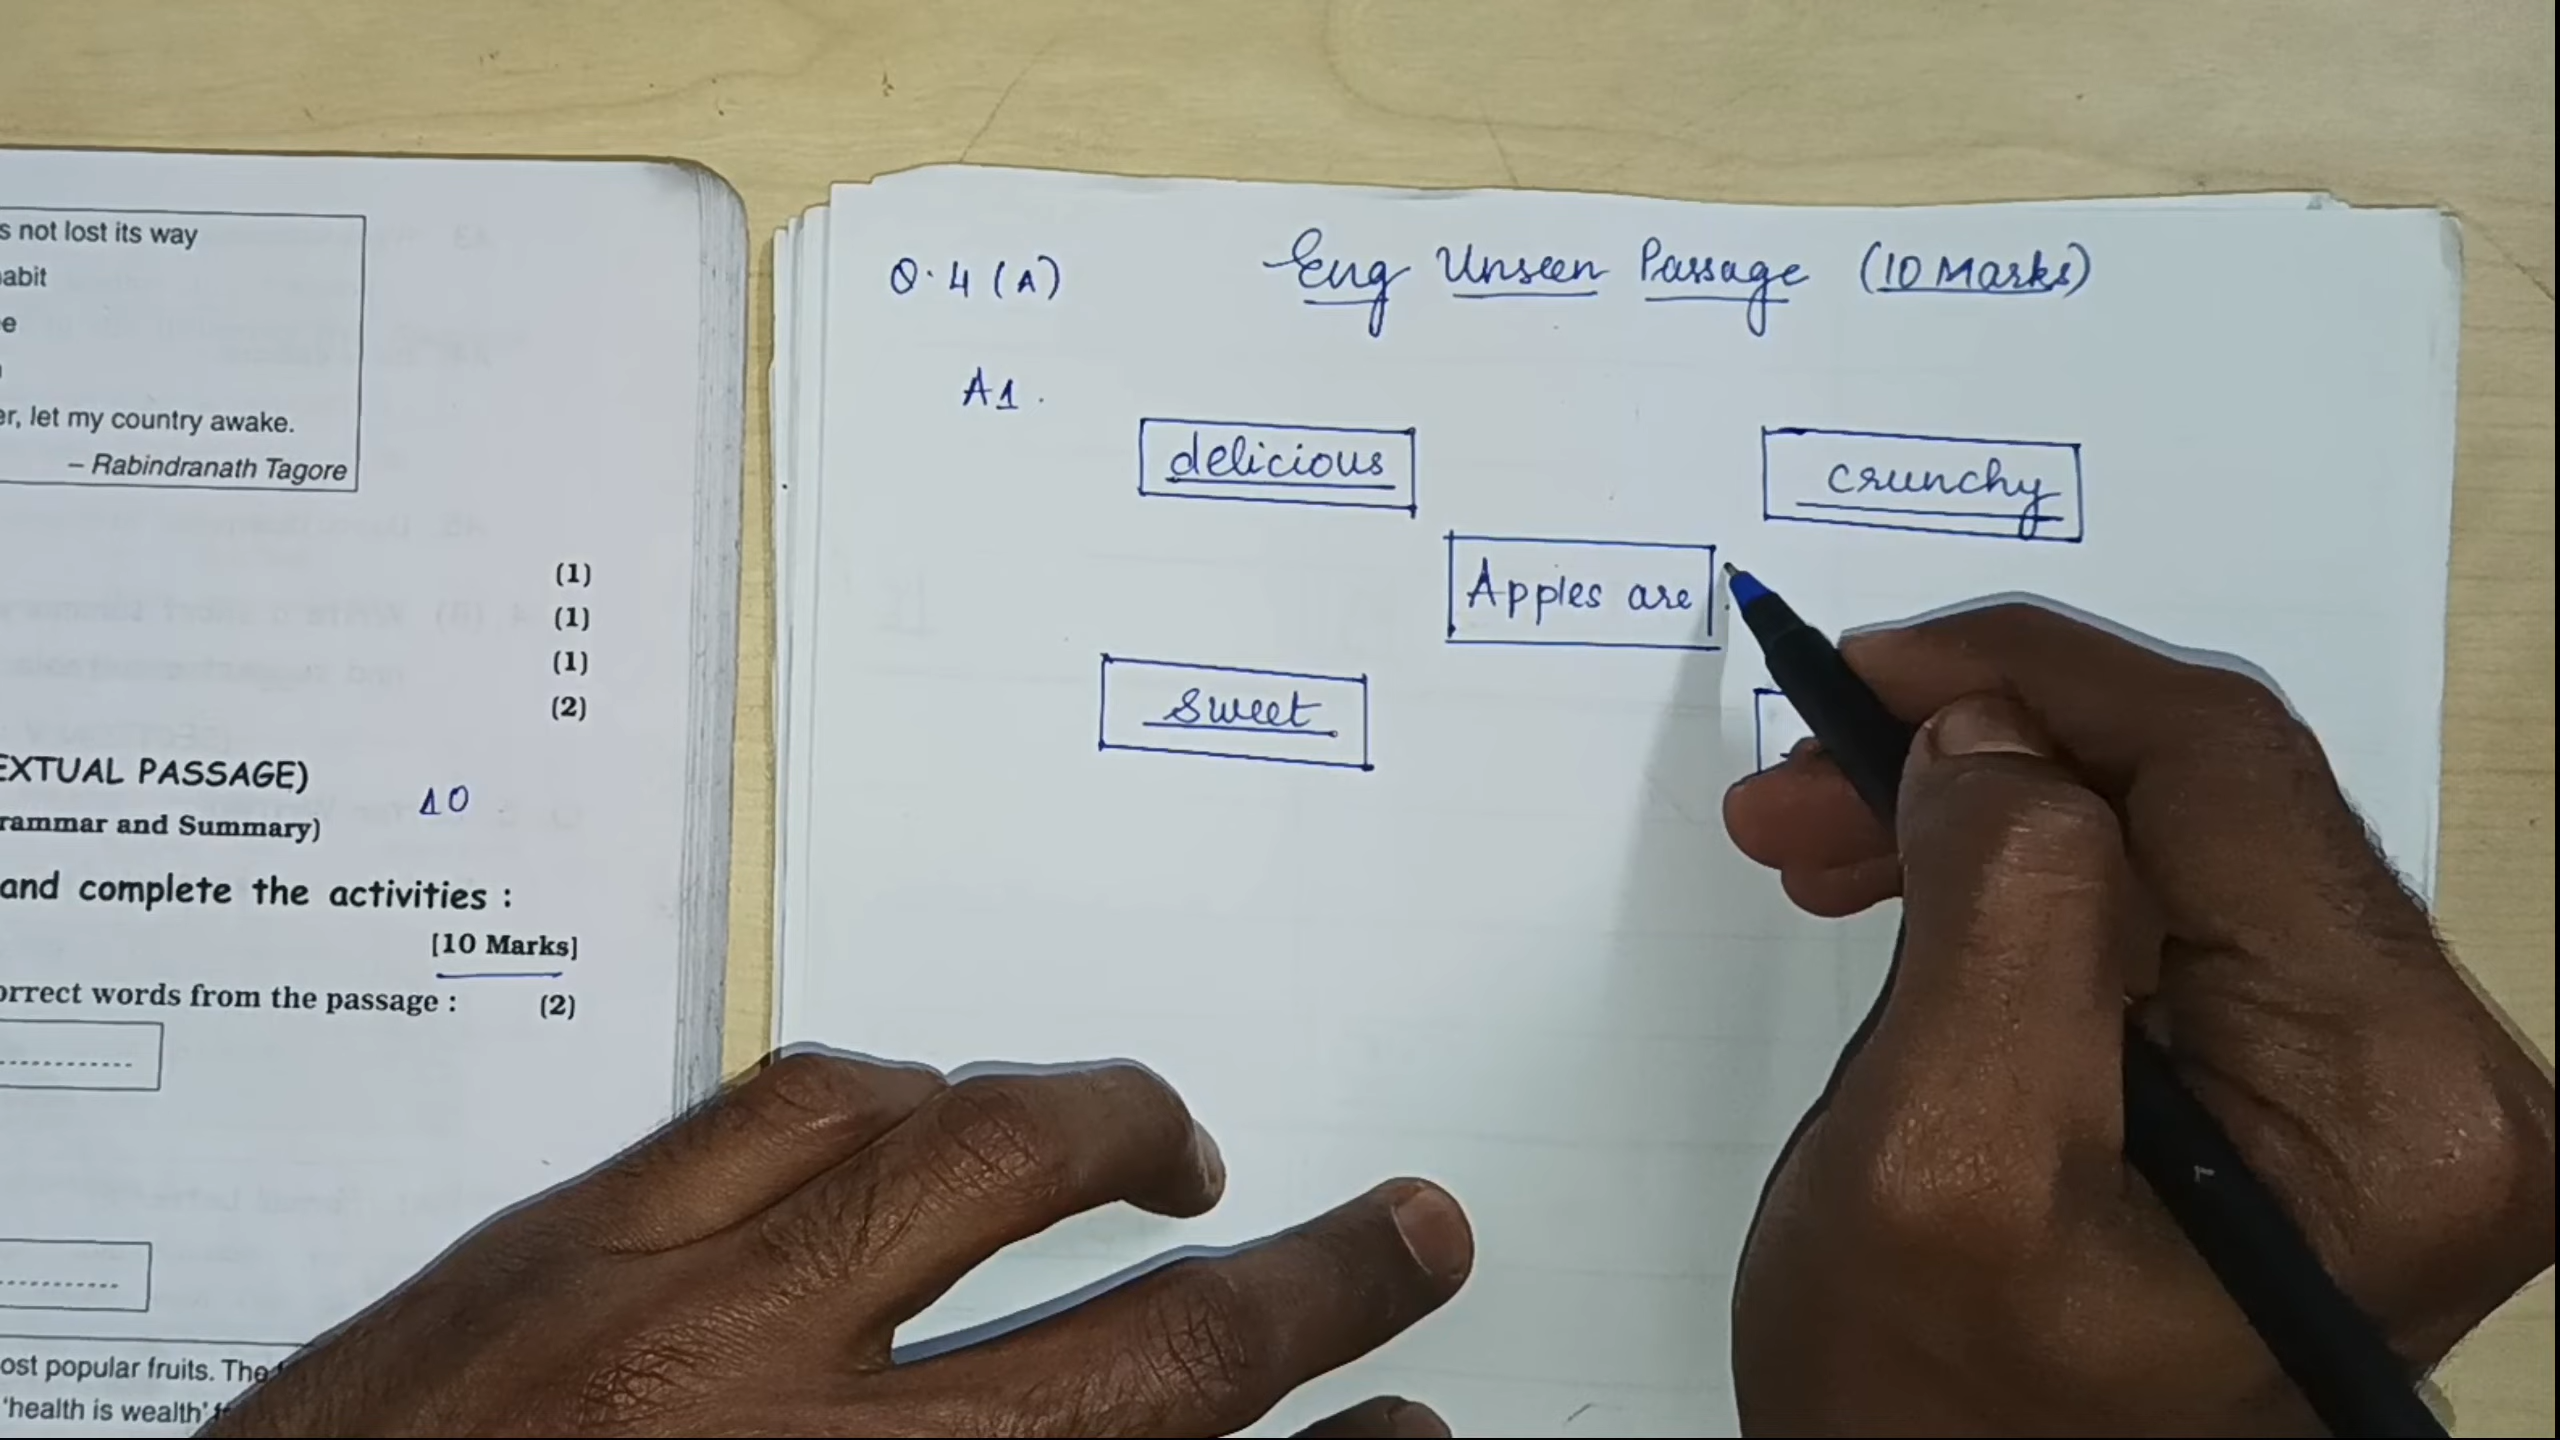 s not lost its way
abit
e
er, let my country awake.
– Rabindranath Tagore
(1)
(1)
(1)
(2)
EXTUAL PASSAGE)
10
rammar and Summary)
and complete the activities :
[10 Marks]
orrect words from the passage : (2)
ost popular fruits. The
'health is wealth'
Q. 4 (A) Eng Unseen Passage (10 Marks)
A1.
delicious
crunchy
Apples are
sweet